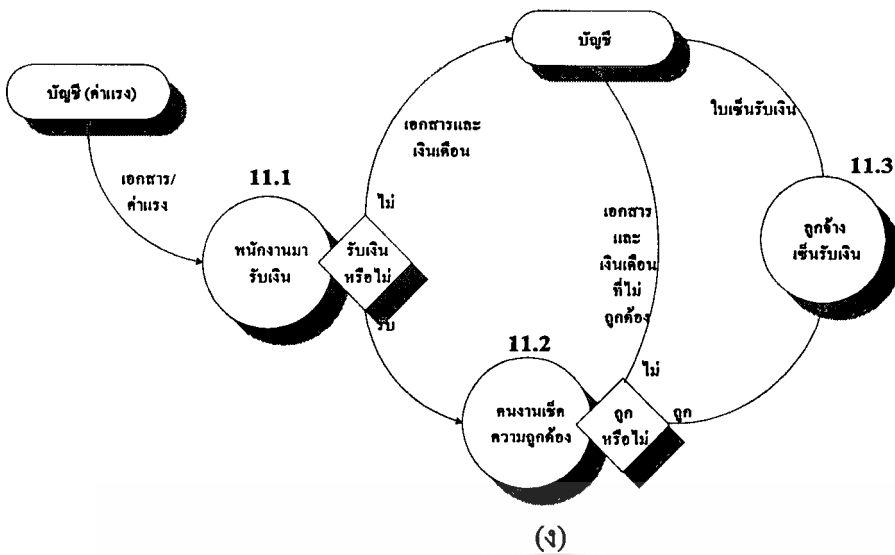 บัญชี
บัญชี (ค่าแรง)
เอกสารและ
เงินเดือน
ใบเซ็นรับเงิน
เอกสาร/
ค่าแรง
11.1
11.3
ไม่
พนักงานมา
รับเงิน
รับเงิน
หรือไม่
เอกสาร
และ
เงินเดือน
ที่ไม่
ถูกต้อง
ลูกจ้าง
เซ็นรับเงิน
รับ
11.2
ไม่
คนงานเช็ค
ความถูกต้อง
ถูก
หรือไม่
ถูก
(ง)